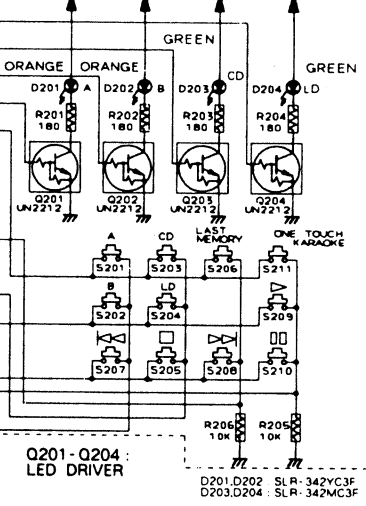 GREEN
ORANGE ORANGE CD GREEN
D201 A D202 B D203 D204 LD
R201 R202 R203 R204
180 180 180 180
Q201 Q202 Q203 Q204
UN2212 UN2212 UN2212 UN2212
A CD LAST MEMORY ONE TOUCH KARAOKE
S201 S203 S206 S211
B LD
S202 S204 S209
S207 S205 S208 S210
R206 R205
10K 10K
Q201-Q204 :
LED DRIVER
D201,D202 : SLR-342YC3F
D203,D204 : SLR-342MC3F